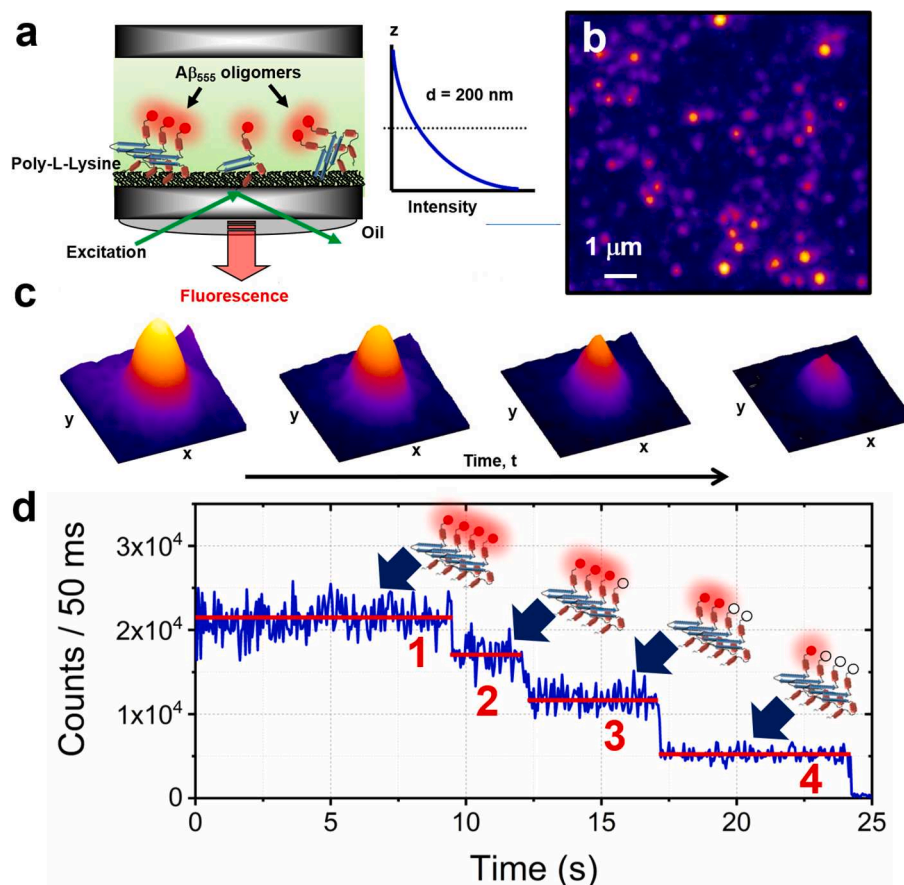 a
Aβ₅₅₅ oligomers
Poly-L-Lysine
Excitation
Oil
Fluorescence
z
d = 200 nm
Intensity
b
1 μm
c
y
x
y
x
y
x
y
x
Time, t
d
Counts / 50 ms
3x10⁴
2x10⁴
1x10⁴
0
1
2
3
4
0
5
10
15
20
25
Time (s)